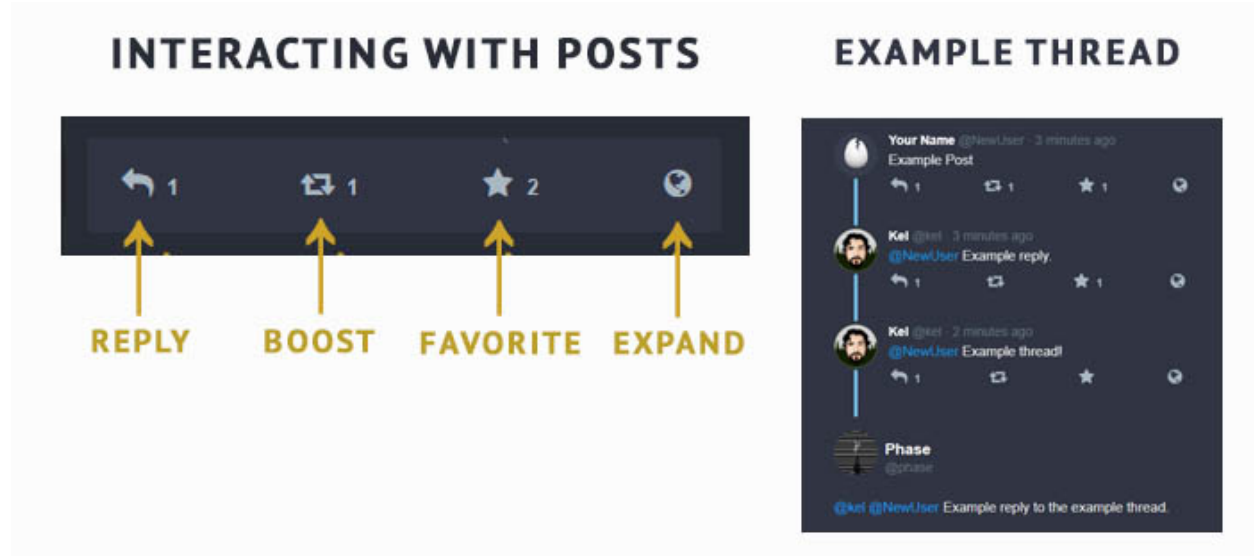 INTERACTING WITH POSTS
1 1 2
REPLY BOOST FAVORITE EXPAND
EXAMPLE THREAD
Your Name @NewUser · 3 minutes ago
Example Post
1 1 1
Kel @kel · 3 minutes ago
@NewUser Example reply.
1 1
Kel @kel · 2 minutes ago
@NewUser Example thread!
1
Phase
@phase
@kel @NewUser Example reply to the example thread.